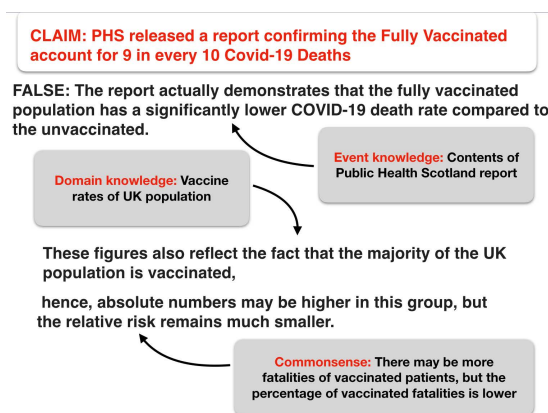 CLAIM: PHS released a report confirming the Fully Vaccinated
account for 9 in every 10 Covid-19 Deaths
FALSE: The report actually demonstrates that the fully vaccinated
population has a significantly lower COVID-19 death rate compared to
the unvaccinated.
Event knowledge: Contents of
Public Health Scotland report
Domain knowledge: Vaccine
rates of UK population
These figures also reflect the fact that the majority of the UK
population is vaccinated,
hence, absolute numbers may be higher in this group, but
the relative risk remains much smaller.
Commonsense: There may be more
fatalities of vaccinated patients, but the
percentage of vaccinated fatalities is lower